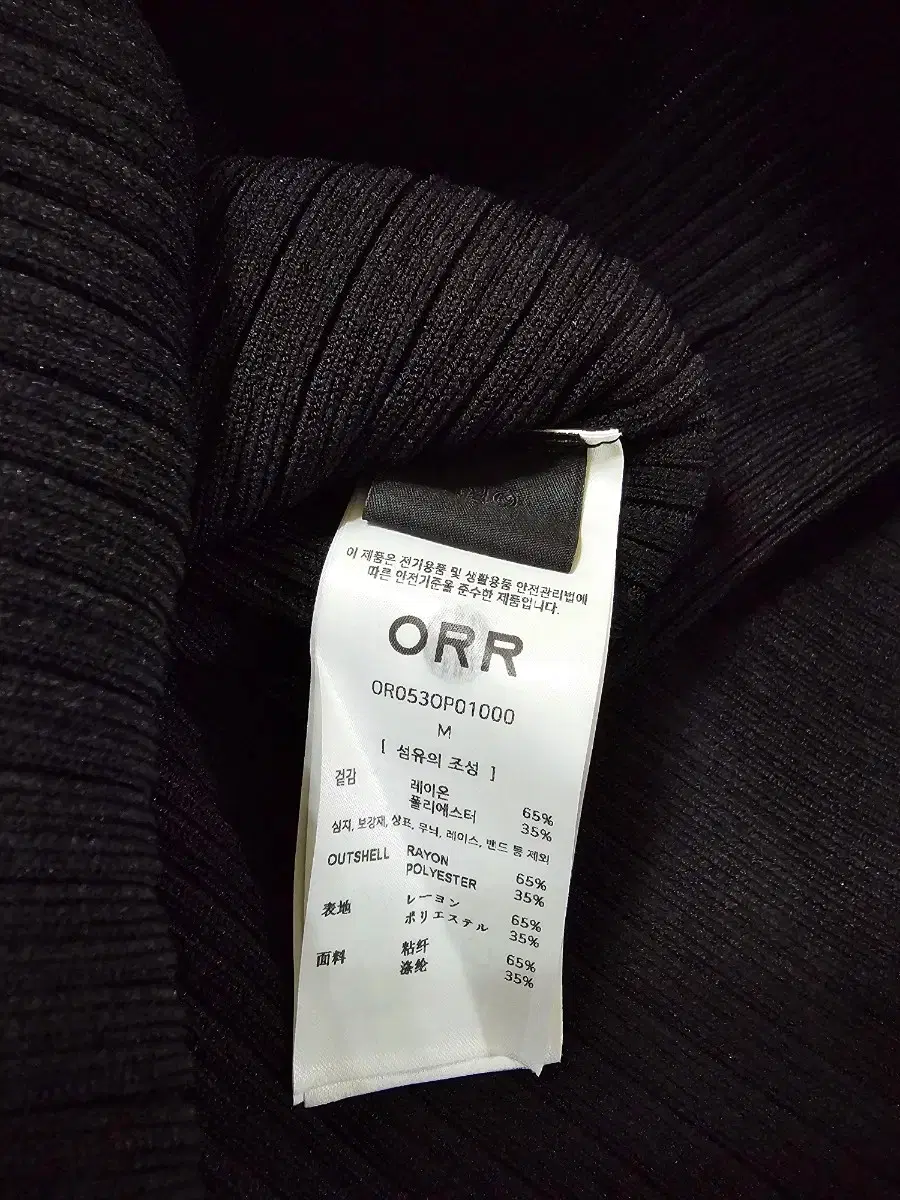 이 제품은 전기용품 및 생활용품 안전관리법에
따른 안전기준을 준수한 제품입니다.
ORR
OR053OP01000
M
[ 섬유의 조성 ]
겉감 레이온 65%
폴리에스터 35%
심지, 보강재, 상표, 무늬, 레이스, 밴드 등 제외
OUTSHELL RAYON 65%
POLYESTER 35%
表地 レーヨン 65%
ポリエステル 35%
面料 粘纤 65%
涤纶 35%